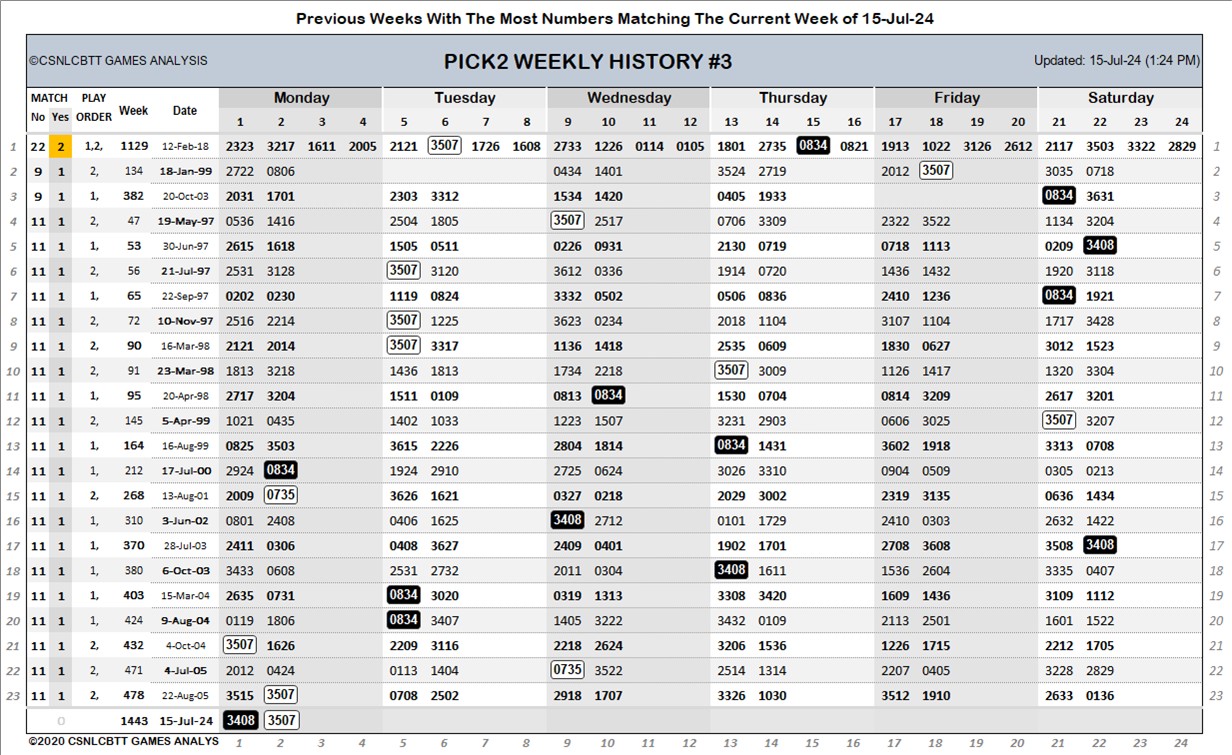 Previous Weeks With The Most Numbers Matching The Current Week of 15-Jul-24
©CSNLCBTT GAMES ANALYSIS PICK2 WEEKLY HISTORY #3 Updated: 15-Jul-24 (1:24 PM)
MATCH PLAY Week Date Monday Tuesday Wednesday Thursday Friday Saturday
No Yes ORDER 1 2 3 4 5 6 7 8 9 10 11 12 13 14 15 16 17 18 19 20 21 22 23 24
1 22 2 1,2, 1129 12-Feb-18 2323 3217 1611 2005 2121 3507 1726 1608 2733 1226 0114 0105 1801 2735 0834 0821 1913 1022 3126 2612 2117 3503 3322 2829 1
2 9 1 2, 134 18-Jan-99 2722 0806 0434 1401 3524 2719 2012 3507 3035 0718 2
3 9 1 1, 382 20-Oct-03 2031 1701 2303 3312 1534 1420 0405 1933 0834 3631 3
4 11 1 2, 47 19-May-97 0536 1416 2504 1805 3507 2517 0706 3309 2322 3522 1134 3204 4
5 11 1 1, 53 30-Jun-97 2615 1618 1505 0511 0226 0931 2130 0719 0718 1113 0209 3408 5
6 11 1 2, 56 21-Jul-97 2531 3128 3507 3120 3612 0336 1914 0720 1436 1432 1920 3118 6
7 11 1 1, 65 22-Sep-97 0202 0230 1119 0824 3332 0502 0506 0836 2410 1236 0834 1921 7
8 11 1 2, 72 10-Nov-97 2516 2214 3507 1225 3623 0234 2018 1104 3107 1104 1717 3428 8
9 11 1 2, 90 16-Mar-98 2121 2014 3507 3317 1136 1418 2535 0609 1830 0627 3012 1523 9
10 11 1 2, 91 23-Mar-98 1813 3218 1436 1813 1734 2218 3507 3009 1126 1417 1320 3304 10
11 11 1 1, 95 20-Apr-98 2717 3204 1511 0109 0813 0834 1530 0704 0814 3209 2617 3201 11
12 11 1 2, 145 5-Apr-99 1021 0435 1402 1033 1223 1507 3231 2903 0606 3025 3507 3207 12
13 11 1 1, 164 16-Aug-99 0825 3503 3615 2226 2804 1814 0834 1431 3602 1918 3313 0708 13
14 11 1 1, 212 17-Jul-00 2924 0834 1924 2910 2725 0624 3026 3310 0904 0509 0305 0213 14
15 11 1 2, 268 13-Aug-01 2009 0735 3626 1621 0327 0218 2029 3002 2319 3135 0636 1434 15
16 11 1 1, 310 3-Jun-02 0801 2408 0406 1625 3408 2712 0101 1729 2410 0303 2632 1422 16
17 11 1 1, 370 28-Jul-03 2411 0306 0408 3627 2409 0401 1902 1701 2708 3608 3508 3408 17
18 11 1 1, 380 6-Oct-03 3433 0608 2531 2732 2011 0304 3408 1611 1536 2604 3335 0407 18
19 11 1 1, 403 15-Mar-04 2635 0731 0834 3020 0319 1313 3308 3420 1609 1436 3109 1112 19
20 11 1 1, 424 9-Aug-04 0119 1806 0834 3407 1405 3222 3432 0109 2113 2501 1601 1522 20
21 11 1 2, 432 4-Oct-04 3507 1626 2209 3116 2218 2624 3206 1536 1226 1715 2212 1705 21
22 11 1 2, 471 4-Jul-05 2012 0424 0113 1404 0735 3522 2514 1314 2207 0405 3228 2829 22
23 11 1 2, 478 22-Aug-05 3515 3507 0708 2502 2918 1707 3326 1030 3512 1910 2633 0136 23
0 1443 15-Jul-24 3408 3507
©2020 CSNLCBTT GAMES ANALYS 1 2 3 4 5 6 7 8 9 10 11 12 13 14 15 16 17 18 19 20 21 22 23 24